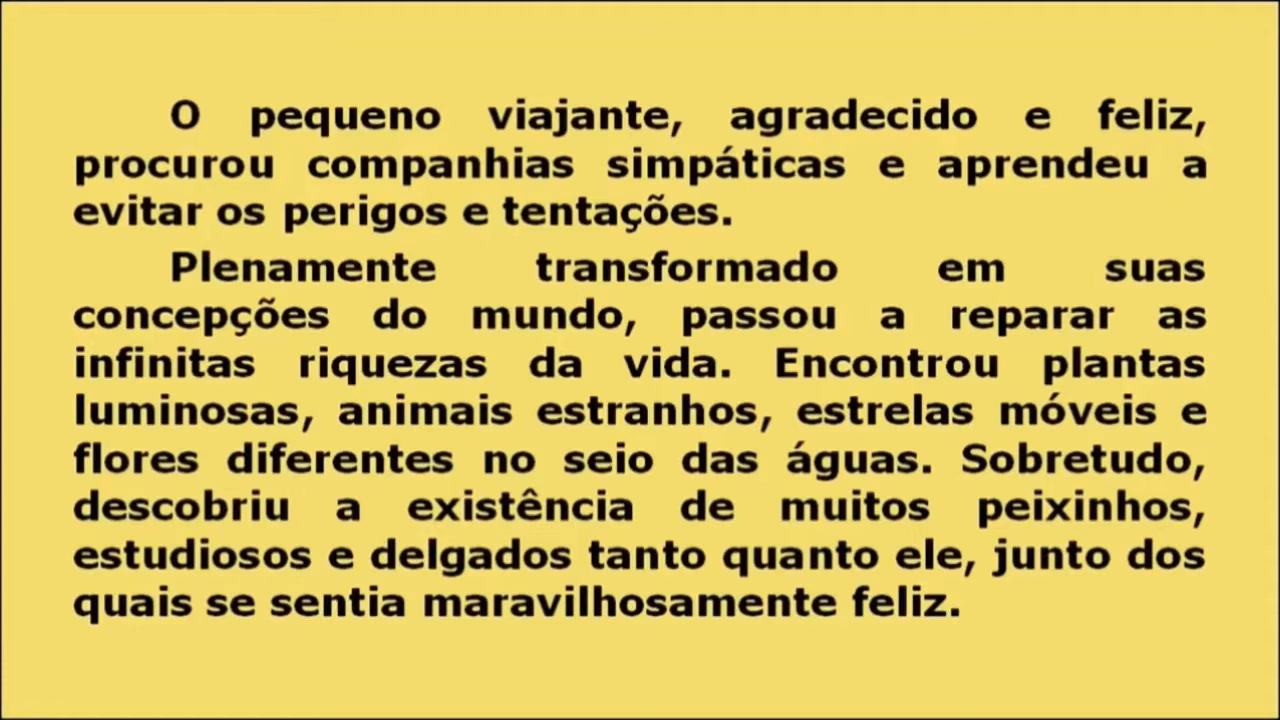 O pequeno viajante, agradecido e feliz,
procurou companhias simpáticas e aprendeu a
evitar os perigos e tentações.
Plenamente transformado em suas
concepções do mundo, passou a reparar as
infinitas riquezas da vida. Encontrou plantas
luminosas, animais estranhos, estrelas móveis e
flores diferentes no seio das águas. Sobretudo,
descobriu a existência de muitos peixinhos,
estudiosos e delgados tanto quanto ele, junto dos
quais se sentia maravilhosamente feliz.